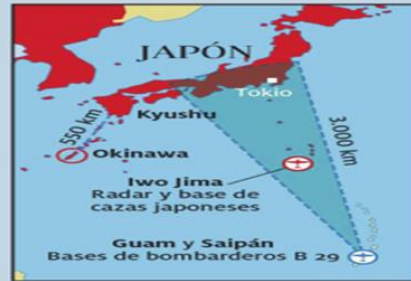 JAPÓN
Tokio
Kyushu
550 km
3.000 km
Okinawa
Iwo Jima
Radar y base de
cazas japoneses
Guam y Saipán
Bases de bombarderos B 29